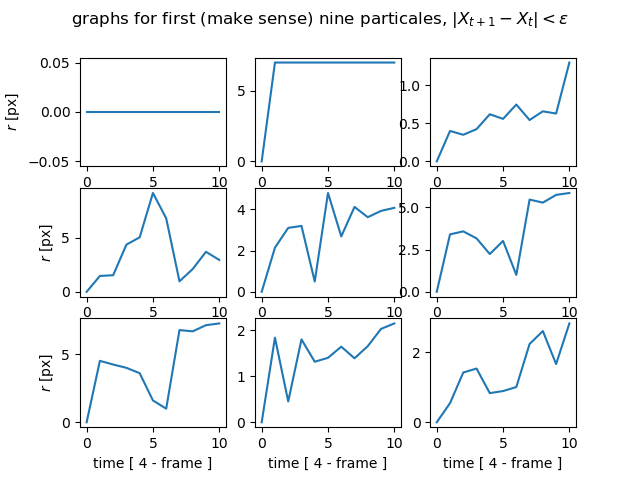 graphs for first (make sense) nine particales, |X_{t+1} − X_t| < ε
0.05
0.00
−0.05
r [px]
0 5 10
5
0
0 5 10
1.0
0.5
0.0
0 5 10
5
0
r [px]
0 5 10
4
2
0
0 5 10
5.0
2.5
0.0
0 5 10
5
0
r [px]
0 5 10
time [ 4 - frame ]
2
1
0
0 5 10
time [ 4 - frame ]
2
0
0 5 10
time [ 4 - frame ]